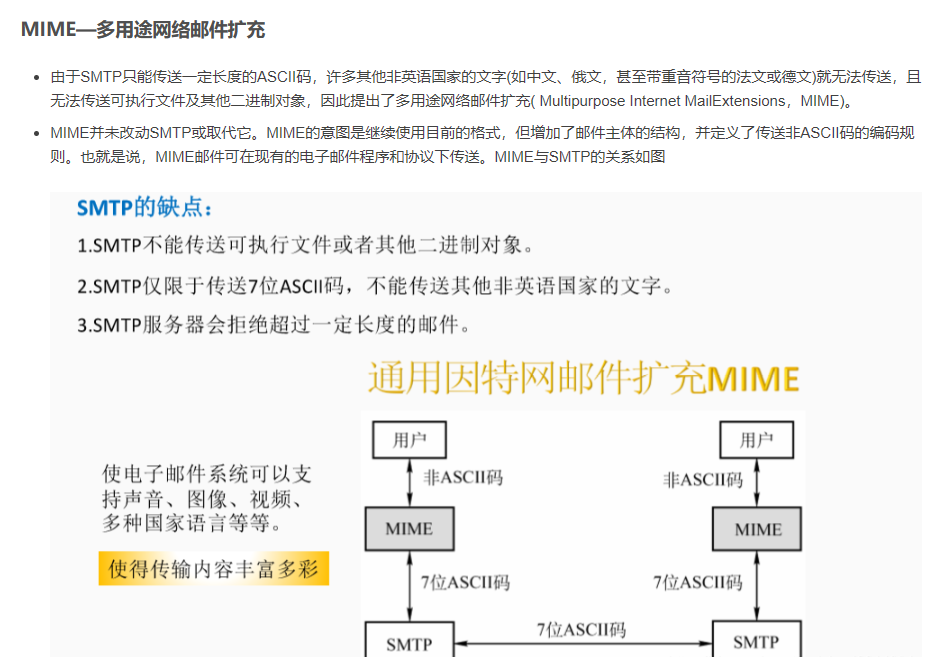 MIME—多用途网络邮件扩充
由于SMTP只能传送一定长度的ASCII码，许多其他非英语国家的文字(如中文、俄文，甚至带重音符号的法文或德文)就无法传送，且
无法传送可执行文件及其他二进制对象，因此提出了多用途网络邮件扩充( Multipurpose Internet MailExtensions，MIME)。
MIME并未改动SMTP或取代它。MIME的意图是继续使用目前的格式，但增加了邮件主体的结构，并定义了传送非ASCII码的编码规
则。也就是说，MIME邮件可在现有的电子邮件程序和协议下传送。MIME与SMTP的关系如图
SMTP的缺点：
1.SMTP不能传送可执行文件或者其他二进制对象。
2.SMTP仅限于传送7位ASCII码，不能传送其他非英语国家的文字。
3.SMTP服务器会拒绝超过一定长度的邮件。
通用因特网邮件扩充MIME
使电子邮件系统可以支
持声音、图像、视频、
多种国家语言等等。
使得传输内容丰富多彩
用户
用户
非ASCII码
非ASCII码
MIME
MIME
7位ASCII码
7位ASCII码
7位ASCII码
SMTP
SMTP